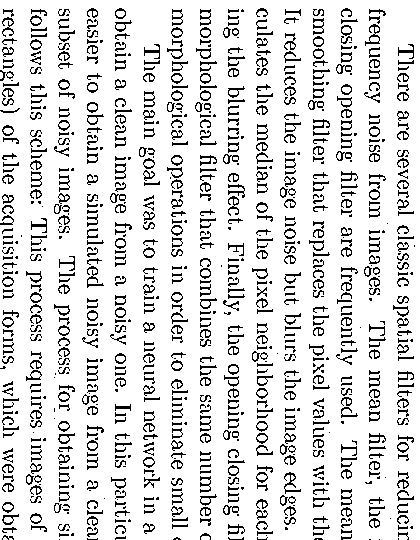 There are several classic spatial filters for reducin
frequency noise from images. The mean filter, the
closing opening filter are frequently used. The mean
smoothing filter that replaces the pixel values with the
It reduces the image noise but blurs the image edges.
culates the median of the pixel neighborhood for each
ing the blurring effect. Finally, the opening closing fil
morphological filter that combines the same number o
morphological operations in order to eliminate small
The main goal was to train a neural network in a
obtain a clean image from a noisy one. In this partic
easier to obtain a simulated noisy image from a clea
subset of noisy images. The process for obtaining si
follows this scheme: This process requires images of
rectangles) of the acquisition forms, which were obta